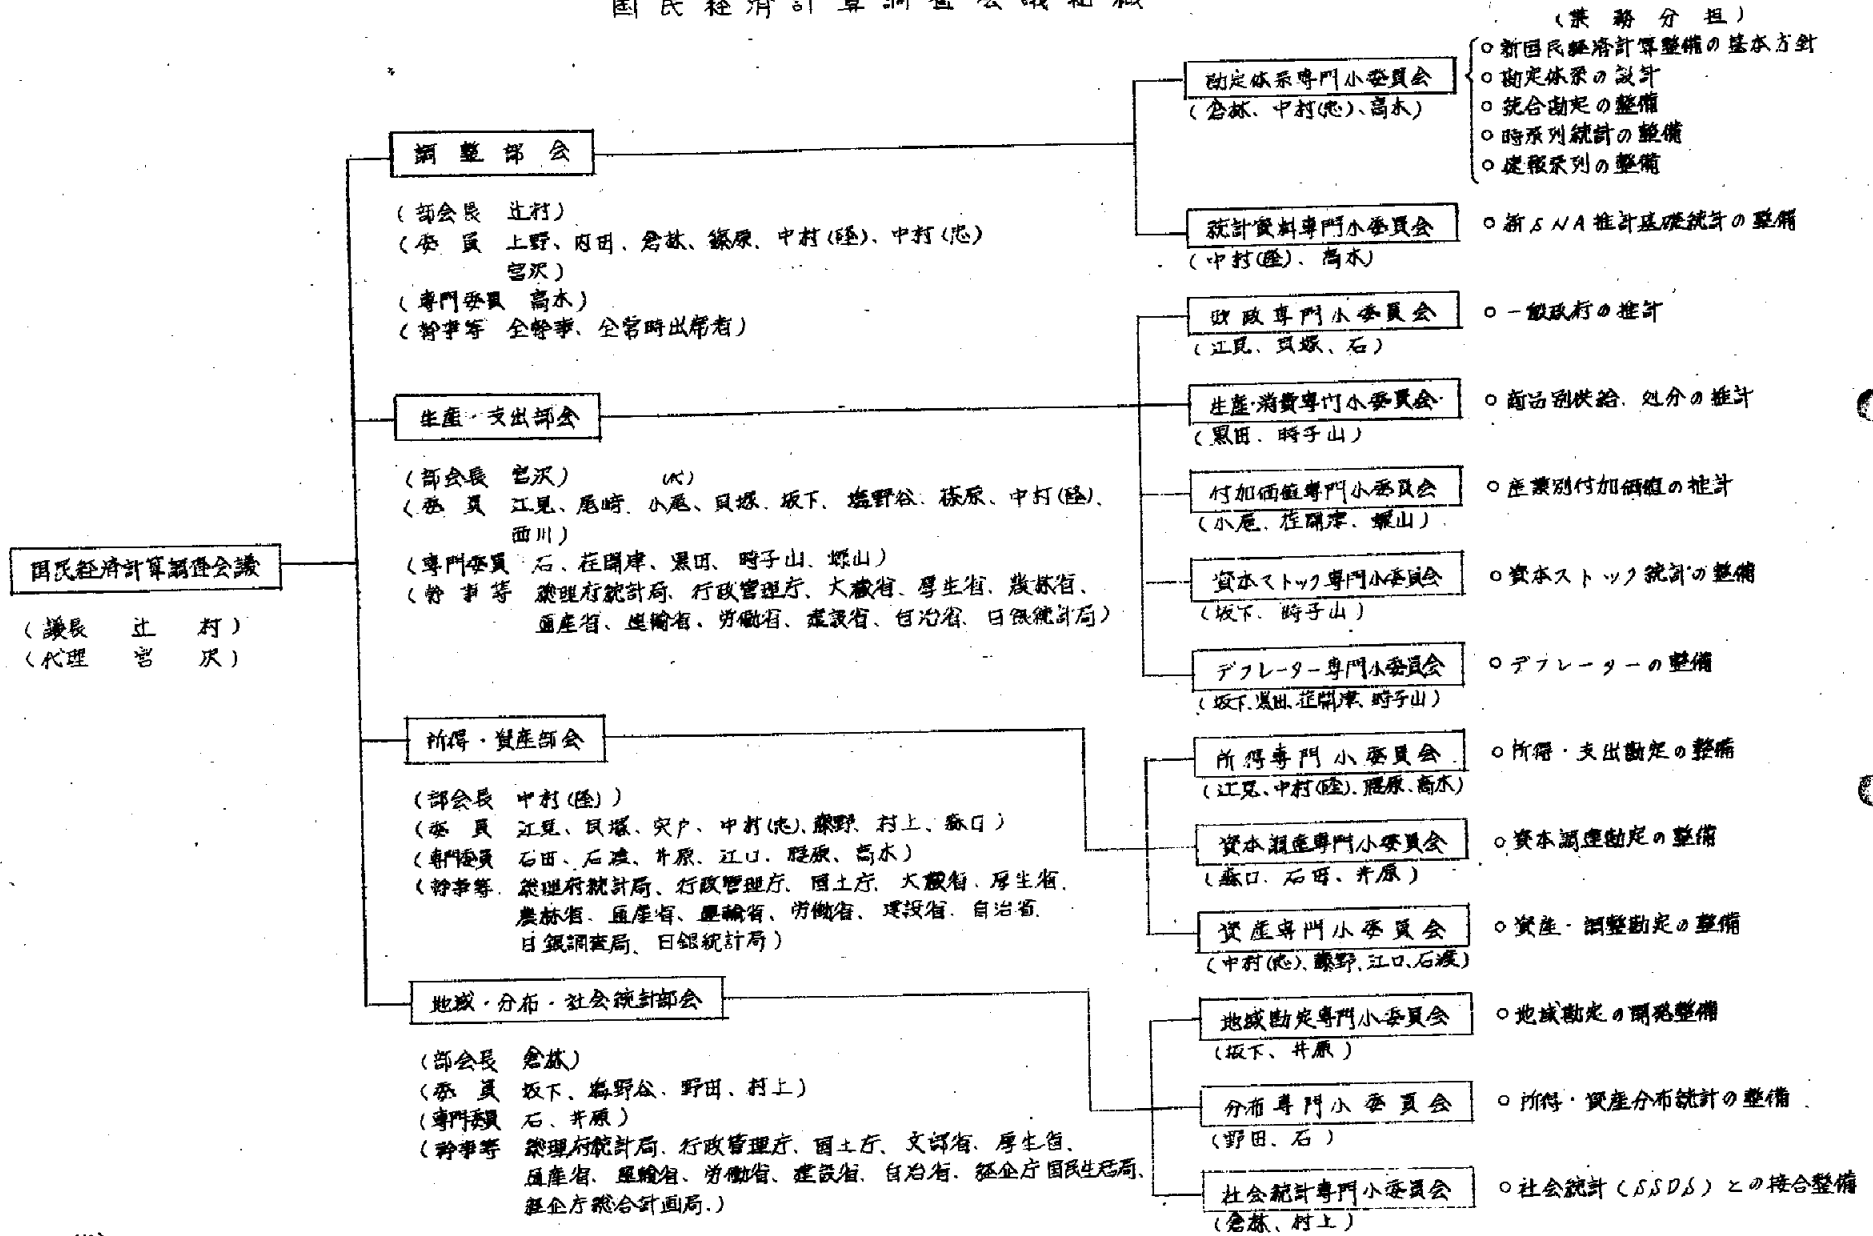 国民経済計算調査会議組織
(業務分担)
国民経済計算調査会議
(議長 辻村)
(代理 宮沢)
調整部会
(部会長 辻村)
(委員 上野、内田、倉林、篠原、中村(隆)、中村(忠)
宮沢)
(専門委員 高木)
(幹事等 全幹事、全常時出席者)
勘定体系専門小委員会
(倉林、中村(忠)、高木)
○新国民経済計算整備の基本方針
○勘定体系の設計
○統合勘定の整備
○時系列統計の整備
○速報系列の整備
統計資料専門小委員会
(中村(隆)、高木)
○新SNA推計基礎統計の整備
生産・支出部会
(部会長 宮沢)
(委員 江見、尾崎、小尾、貝塚、坂下、塩野谷、篠原、中村(隆)、
西川)
(専門委員 石、荏開津、黒田、時子山、蠟山)
(幹事等 総理府統計局、行政管理庁、大蔵省、厚生省、農林省、
通産省、運輸省、労働省、建設省、自治省、日銀統計局)
財政専門小委員会
(江見、貝塚、石)
○一般政府の推計
生産・消費専門小委員会
(黒田、時子山)
○商品別供給、処分の推計
付加価値専門小委員会
(小尾、荏開津、蠟山)
○産業別付加価値の推計
資本ストック専門小委員会
(坂下、時子山)
○資本ストック統計の整備
デフレーター専門小委員会
(坂下、黒田、荏開津、時子山)
○デフレーターの整備
所得・資産部会
(部会長 中村(隆))
(委員 江見、貝塚、宍戸、中村(忠)、藤野、村上、森口)
(専門委員 石田、石渡、井原、江口、腰原、高木)
(幹事等 総理府統計局、行政管理庁、国土庁、大蔵省、厚生省、
農林省、通産省、運輸省、労働省、建設省、自治省、
日銀調査局、日銀統計局)
所得専門小委員会
(江見、中村(隆)、腰原、高木)
○所得・支出勘定の整備
資本調達専門小委員会
(森口、石田、井原)
○資本調達勘定の整備
資産専門小委員会
(中村(忠)、藤野、江口、石渡)
○資産・調整勘定の整備
地域・分布・社会統計部会
(部会長 倉林)
(委員 坂下、塩野谷、野田、村上)
(専門委員 石、井原)
(幹事等 総理府統計局、行政管理庁、国土庁、文部省、厚生省、
通産省、運輸省、労働省、建設省、自治省、経企庁国民生活局、
経企庁総合計画局、)
地域勘定専門小委員会
(坂下、井原)
○地域勘定の開発整備
分布専門小委員会
(野田、石)
○所得・資産分布統計の整備
社会統計専門小委員会
(倉林、村上)
○社会統計(SSDS)との接合整備